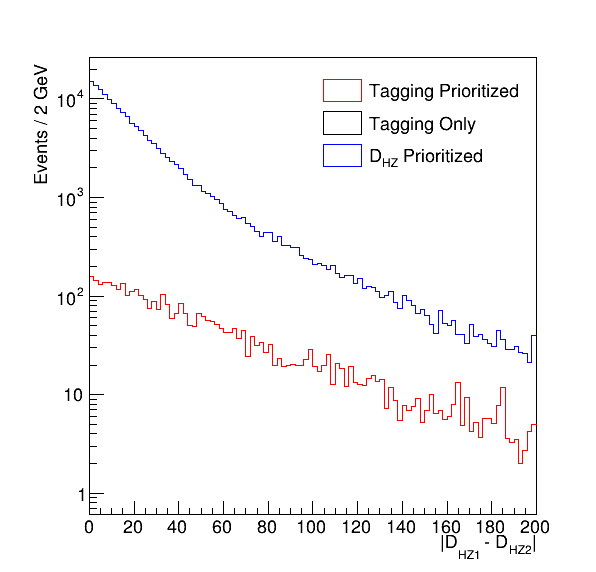 Events / 2 GeV
10^4
10^3
10^2
10
1
Tagging Prioritized
Tagging Only
D_HZ Prioritized
0 20 40 60 80 100 120 140 160 180 200
|D_HZ1 - D_HZ2|